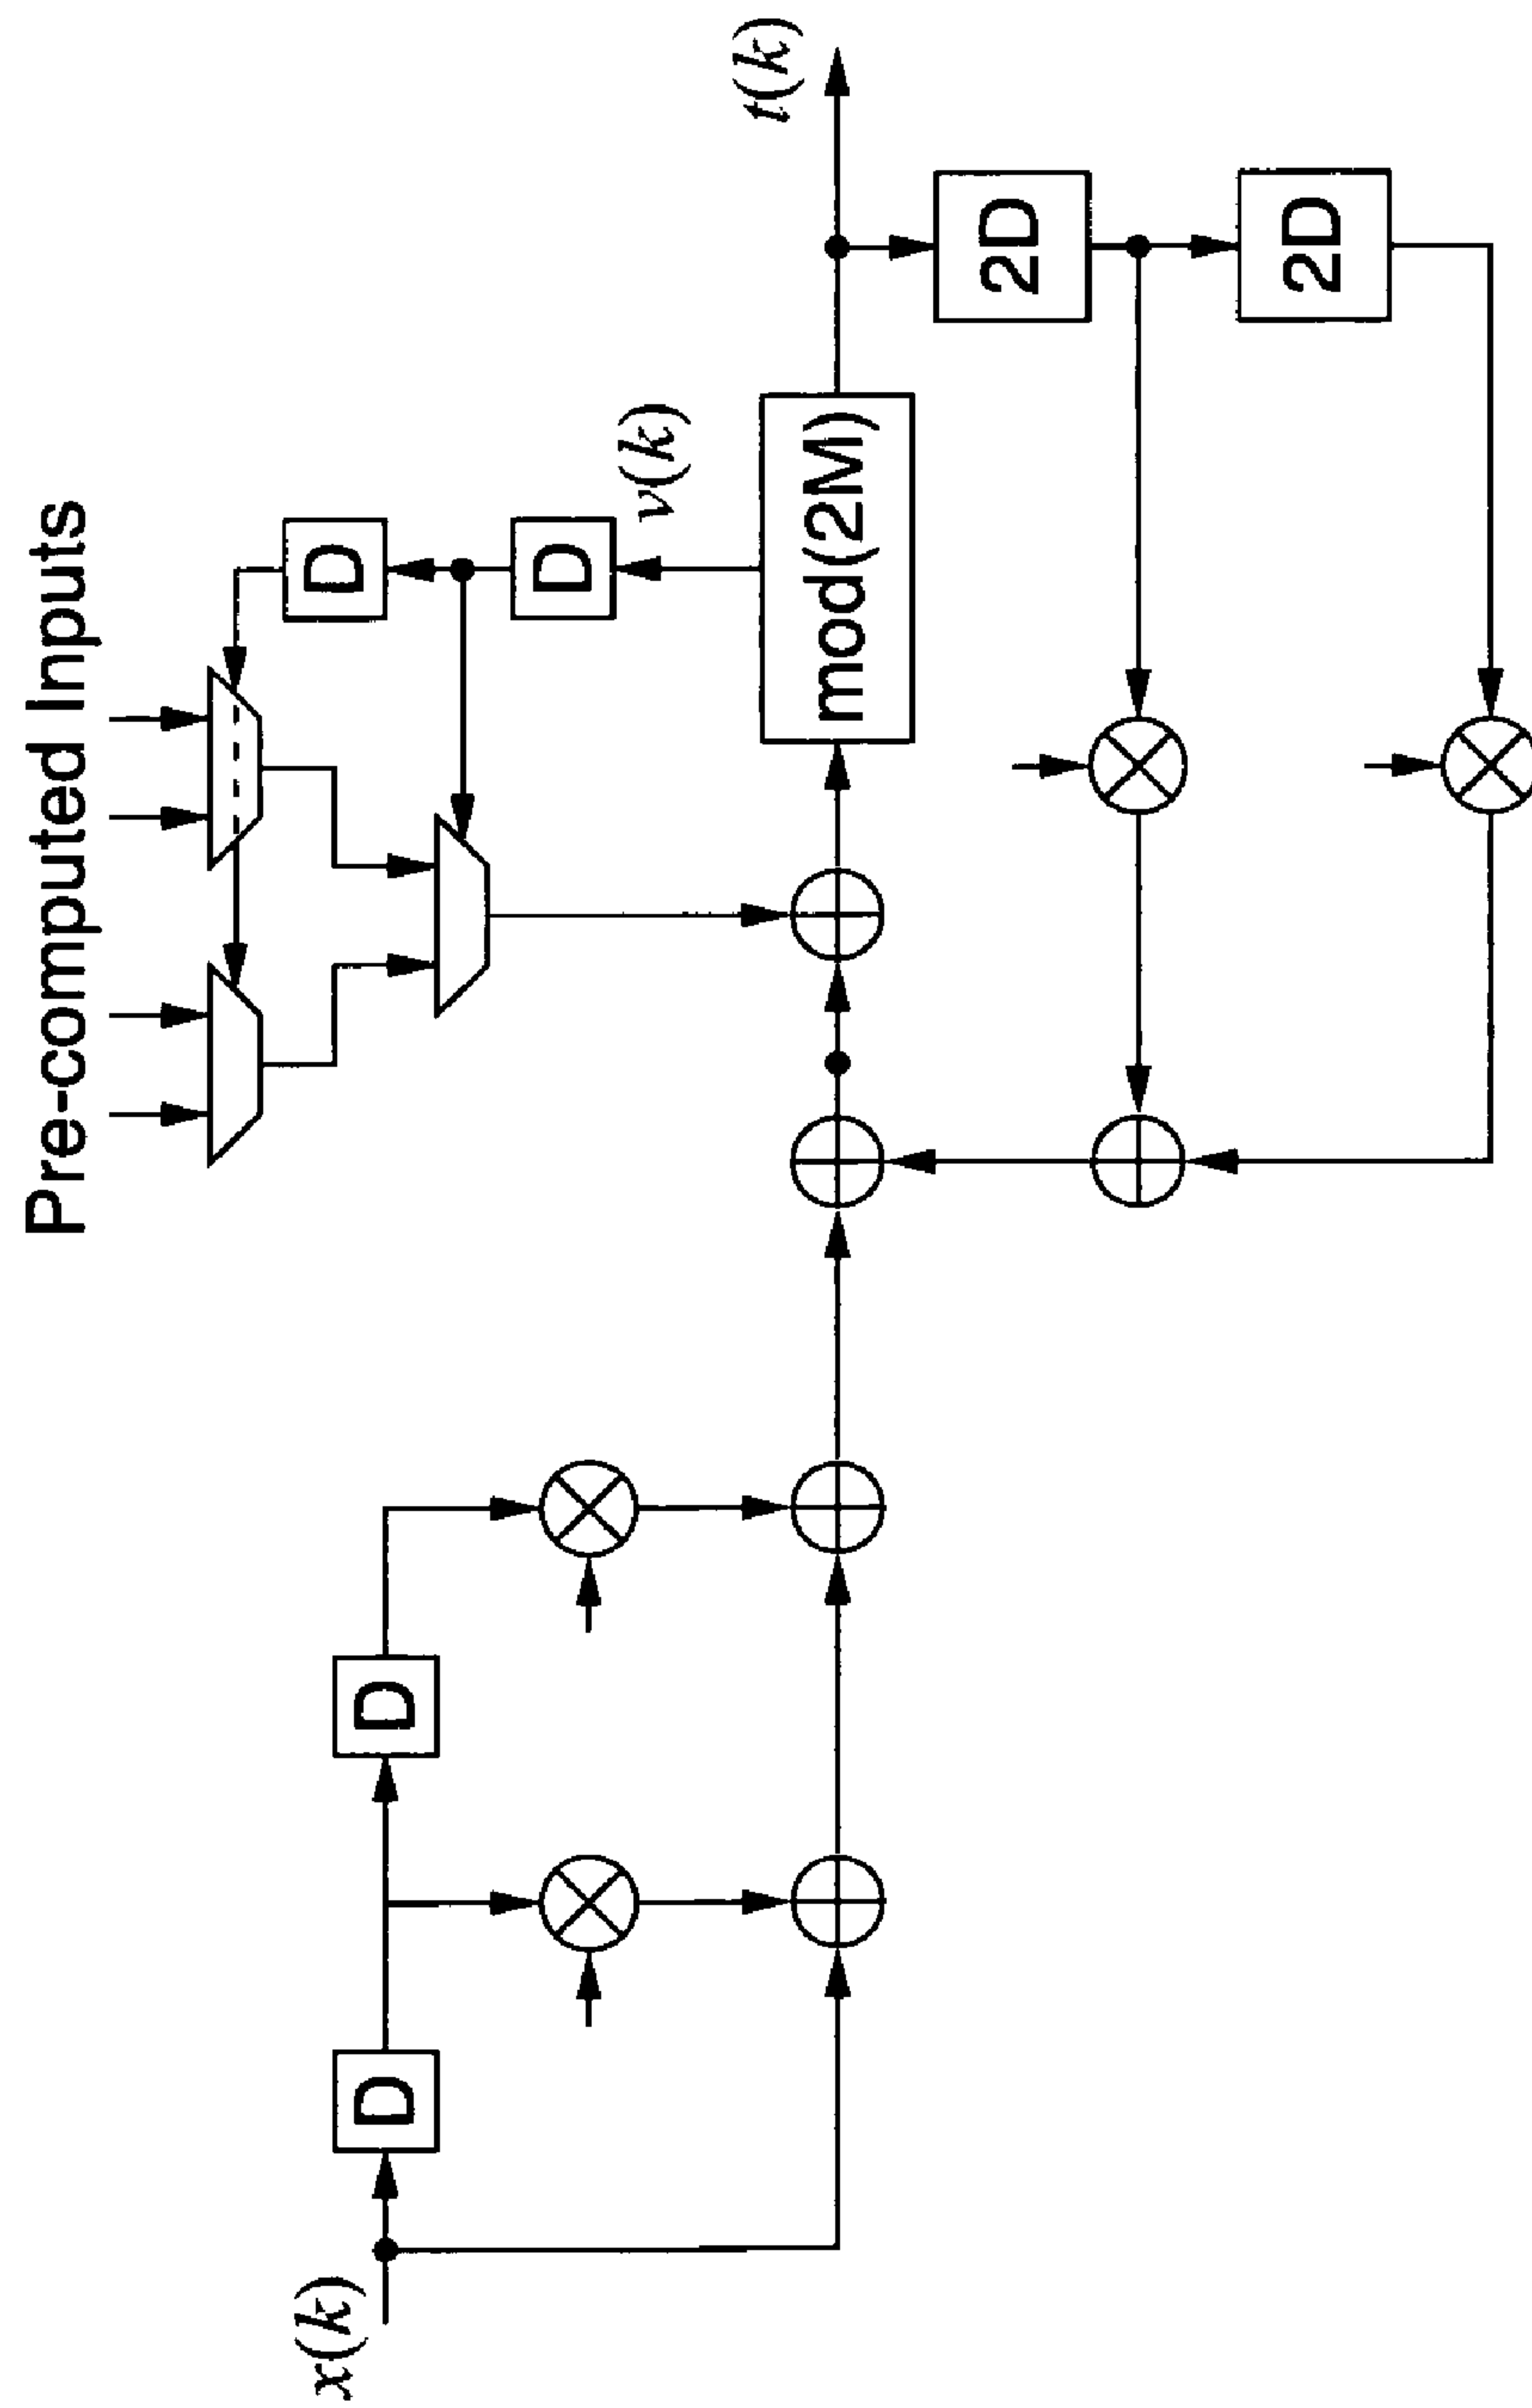 Pre-computed Inputs
D
D
v(k)
t(k)
mod(2M)
2D
2D
x(k)
D
D